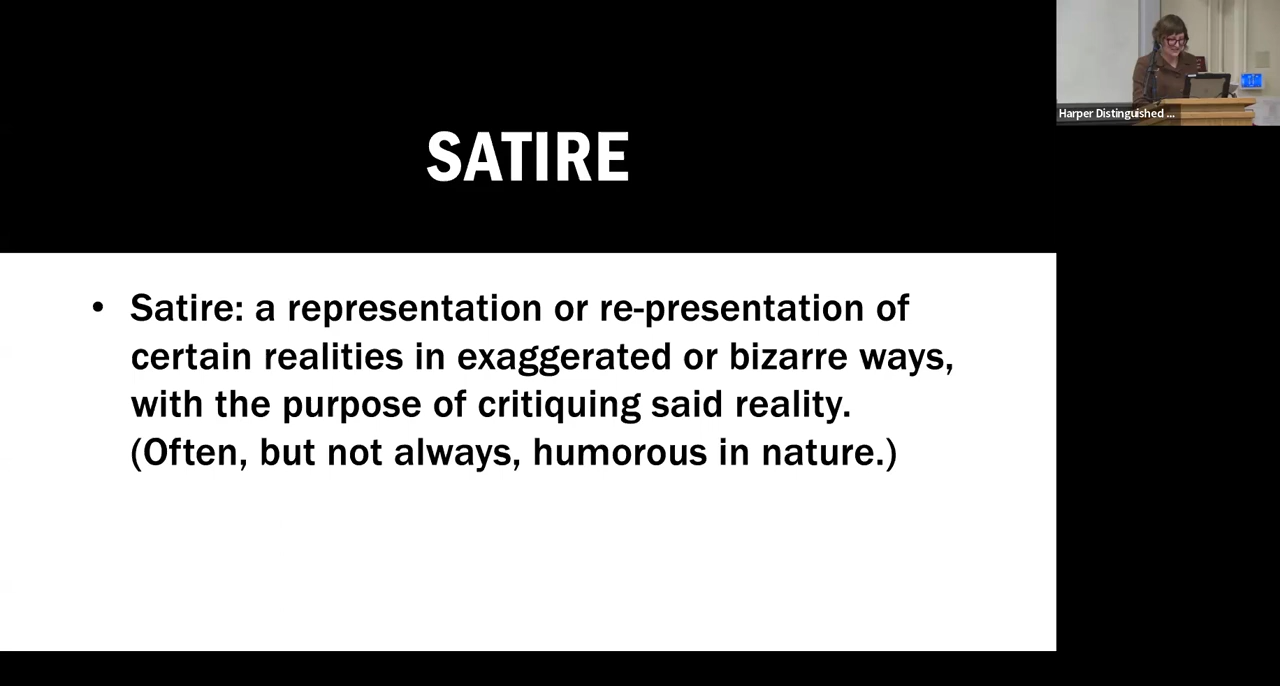 Harper Distinguished ...
SATIRE
• Satire: a representation or re-presentation of
certain realities in exaggerated or bizarre ways,
with the purpose of critiquing said reality.
(Often, but not always, humorous in nature.)